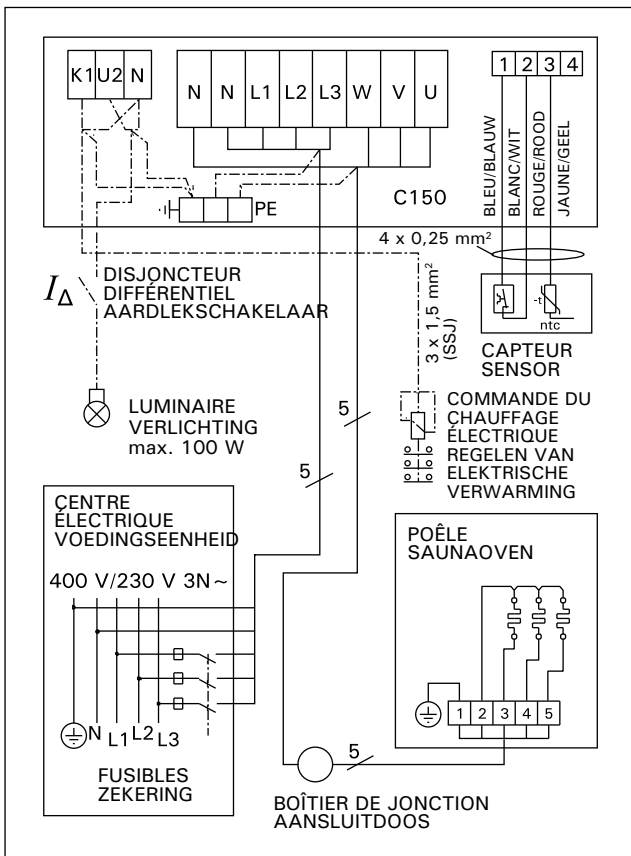 K1 U2 N
N N L1 L2 L3 W V U
1 2 3 4
BLEU/BLAUW
BLANC/WIT
ROUGE/ROOD
JAUNE/GEEL
PE
C150
4 x 0,25 mm²
I∆
DISJONCTEUR
DIFFÉRENTIEL
AARDLEKSCHAKELAAR
3 x 1,5 mm²
(SSJ)
-t
ntc
CAPTEUR
SENSOR
LUMINAIRE
VERLICHTING
max. 100 W
5
5
COMMANDE DU
CHAUFFAGE
ÉLECTRIQUE
REGELEN VAN
ELEKTRISCHE
VERWARMING
CENTRE
ÉLECTRIQUE
VOEDINGSEENHEID
400 V/230 V 3N~
N L1 L2 L3
FUSIBLES
ZEKERING
POÊLE
SAUNAOVEN
1 2 3 4 5
5
BOÎTIER DE JONCTION
AANSLUITDOOS